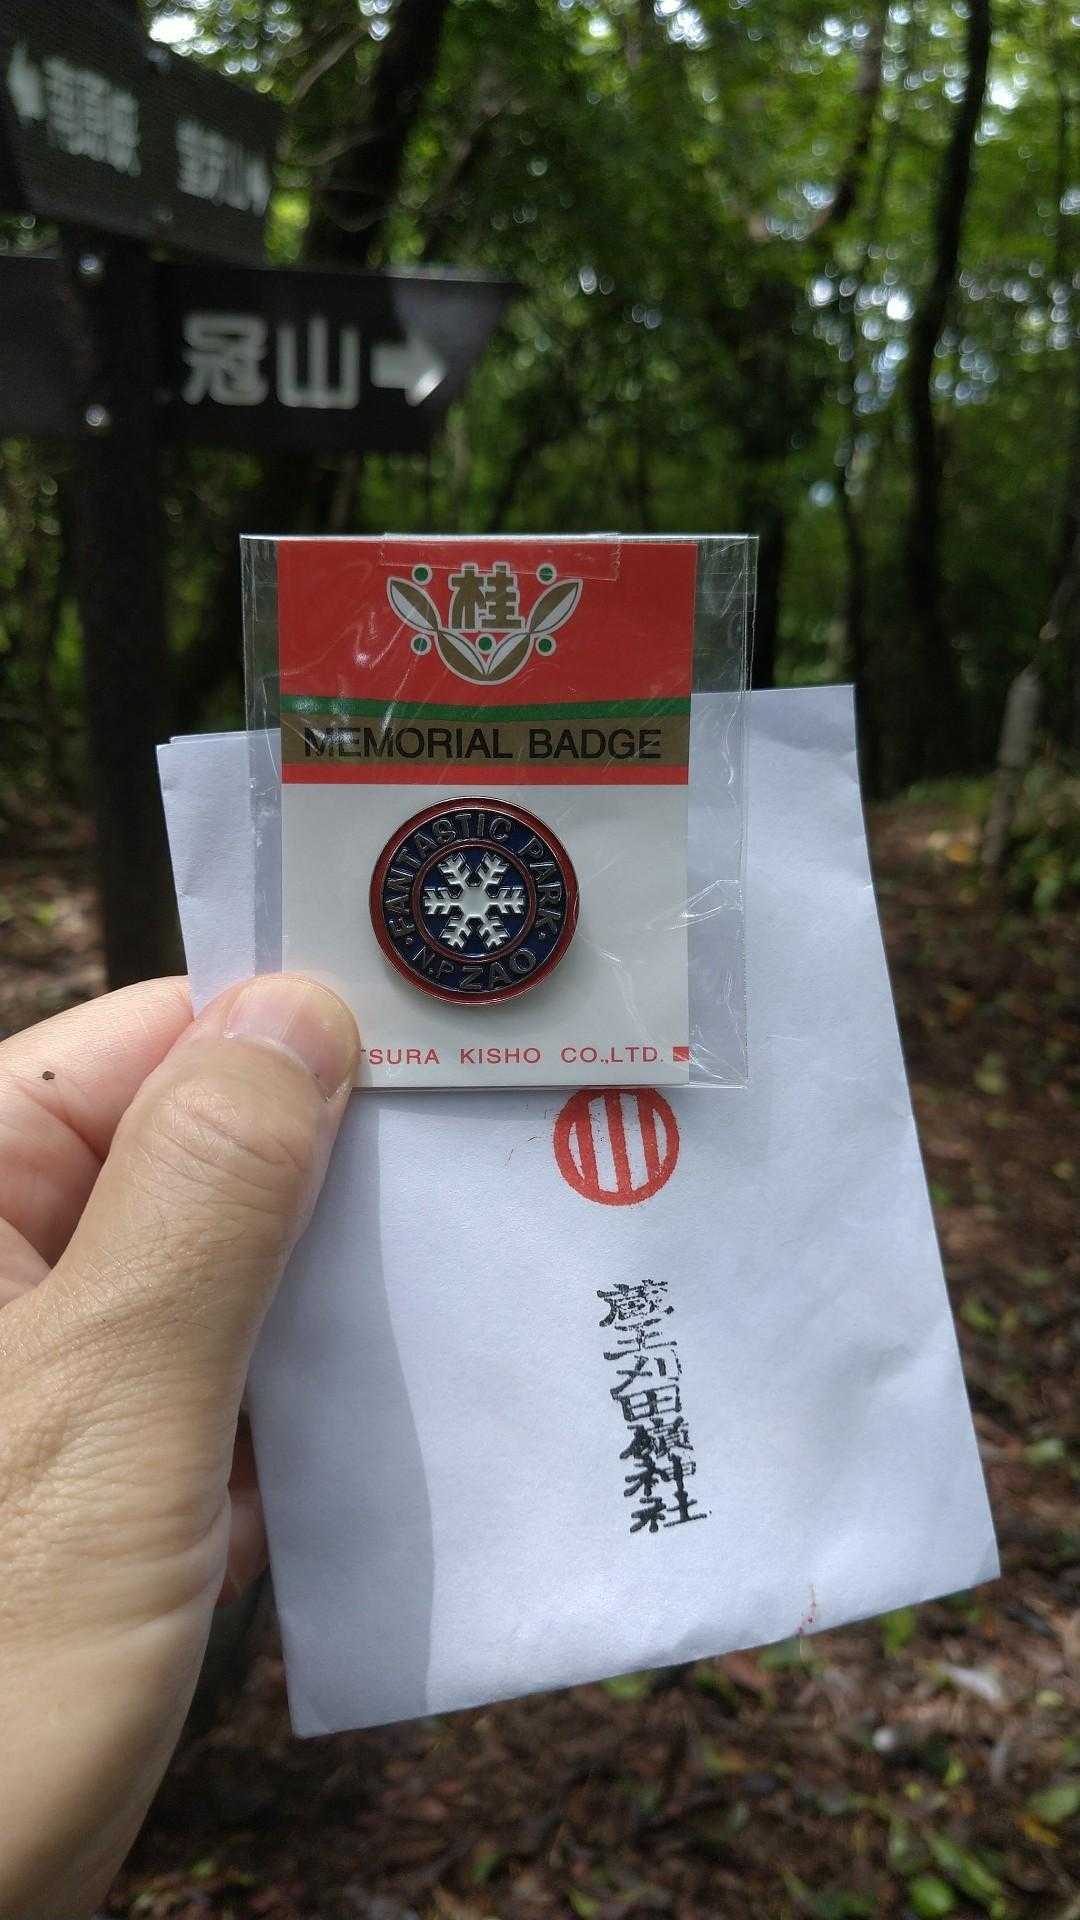 冠山
桂
MEMORIAL BADGE
FANTASTIC PARK
N.P ZAO
TSURA KISHO CO.,LTD.
蔵王刈田嶺神社